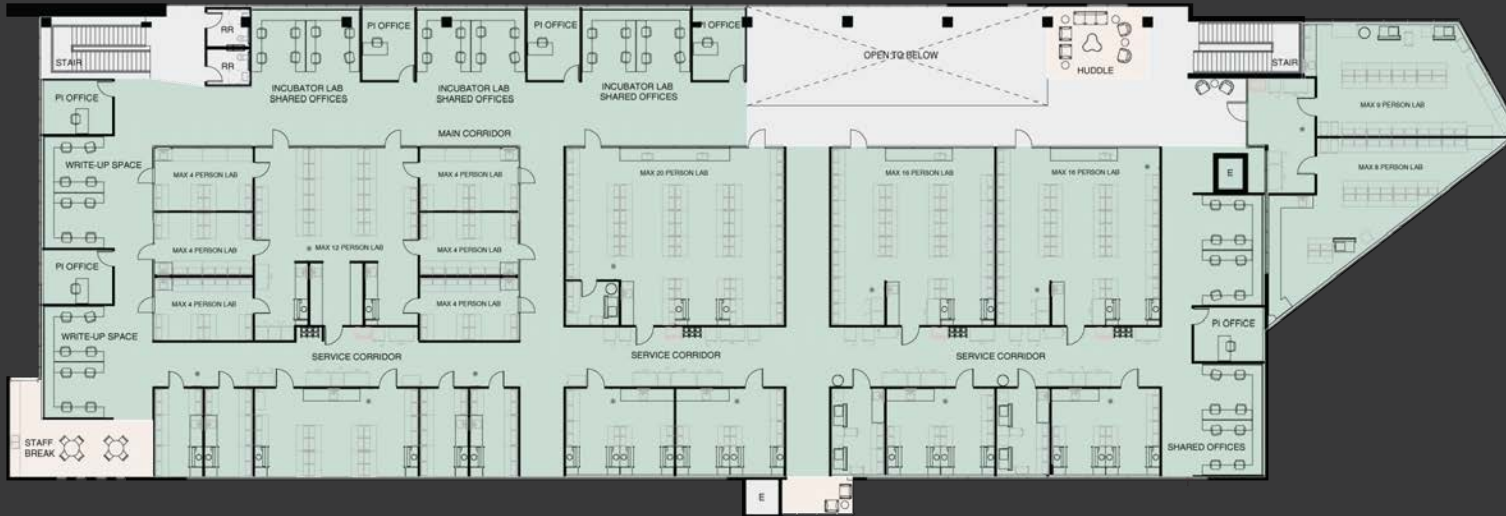 RR
PI OFFICE
PI OFFICE
PI OFFICE
STAIR
RR
OPEN TO BELOW
STAIR
HUDDLE
INCUBATOR LAB
SHARED OFFICES
INCUBATOR LAB
SHARED OFFICES
INCUBATOR LAB
SHARED OFFICES
PI OFFICE
MAX 9 PERSON LAB
MAIN CORRIDOR
WRITE-UP SPACE
MAX 4 PERSON LAB
MAX 4 PERSON LAB
MAX 20 PERSON LAB
MAX 16 PERSON LAB
MAX 16 PERSON LAB
E
MAX 8 PERSON LAB
MAX 4 PERSON LAB
MAX 12 PERSON LAB
MAX 4 PERSON LAB
PI OFFICE
MAX 4 PERSON LAB
MAX 4 PERSON LAB
PI OFFICE
WRITE-UP SPACE
SERVICE CORRIDOR
SERVICE CORRIDOR
SERVICE CORRIDOR
STAFF
BREAK
SHARED OFFICES
E